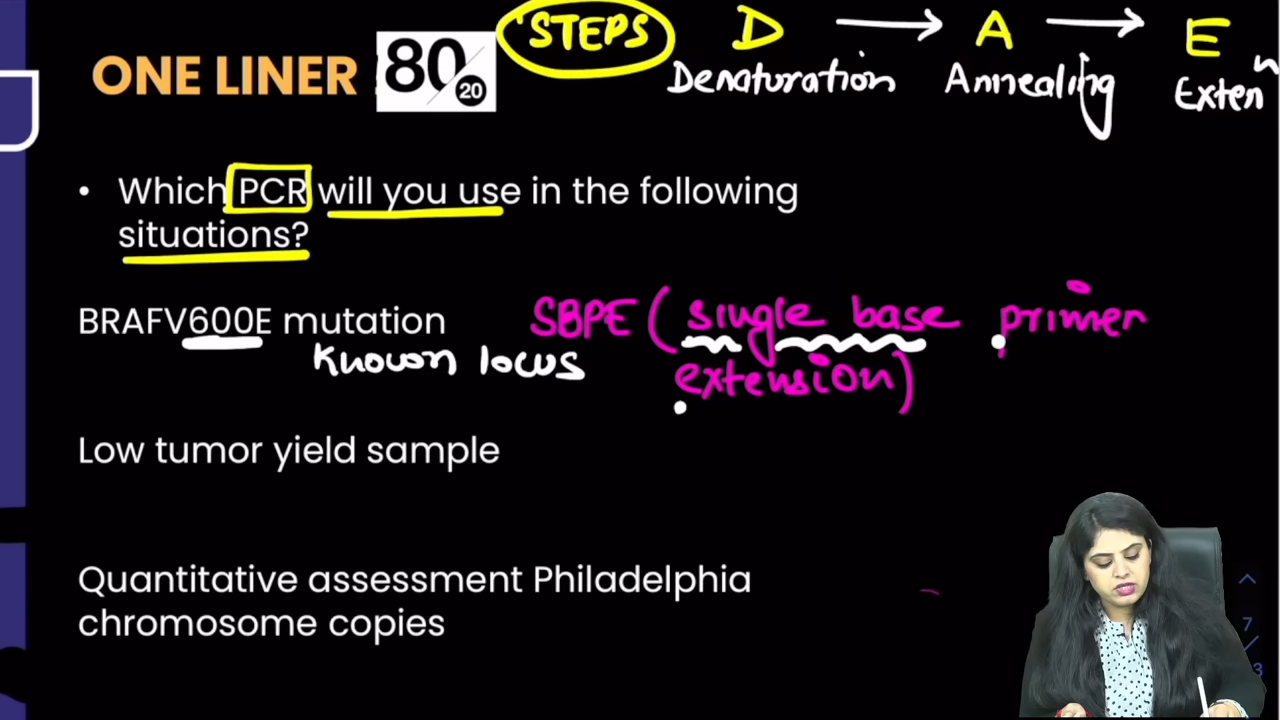 STEPS D → A → E
Denaturation Annealing Exten n
ONE LINER 80/20
• Which PCR will you use in the following
situations?
BRAFV600E mutation SBPE (single base primer
Known locus extension)
Low tumor yield sample
Quantitative assessment Philadelphia
chromosome copies
7